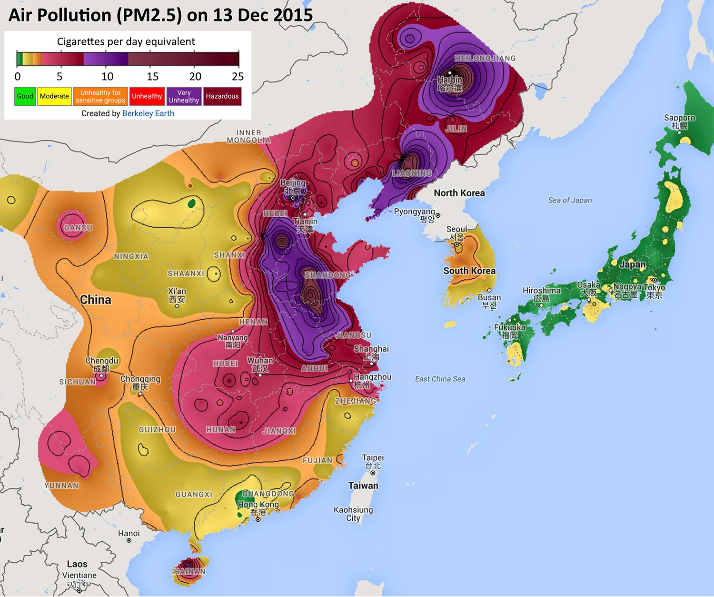 Air Pollution (PM2.5) on 13 Dec 2015
Cigarettes per day equivalent
0 5 10 15 20 25
Good Moderate Unhealthy for sensitive groups Unhealthy Very Unhealthy Hazardous
Created by Berkeley Earth
HEILONGJIANG
Harbin
哈尔滨
JILIN
INNER
MONGOLIA
LIAONING
Sapporo
札幌
North Korea
Beijing
北京
Pyongyang
평양
Sea of Japan
HEBEI
Tianjin
天津
GANSU
Seoul
서울
NINGXIA
SHANXI
SHANDONG
South Korea
Japan
SHAANXI
Busan
부산
Hiroshima
広島
Osaka
大阪
Nagoya
名古屋
Tokyo
東京
China
Xi'an
西安
HENAN
Fukuoka
福岡
Nanyang
南阳
JIANGSU
Shanghai
上海
Chengdu
成都
HUBEI
Wuhan
武汉
ANHUI
Hangzhou
杭州
East China Sea
SICHUAN
Chongqing
重庆
ZHEJIANG
GUIZHOU
HUNAN
JIANGXI
FUJIAN
Taipei
台北
YUNNAN
Taiwan
GUANGXI
GUANGDONG
Hong Kong
香港
Kaohsiung
City
Hanoi
Laos
Vientiane
HAINAN